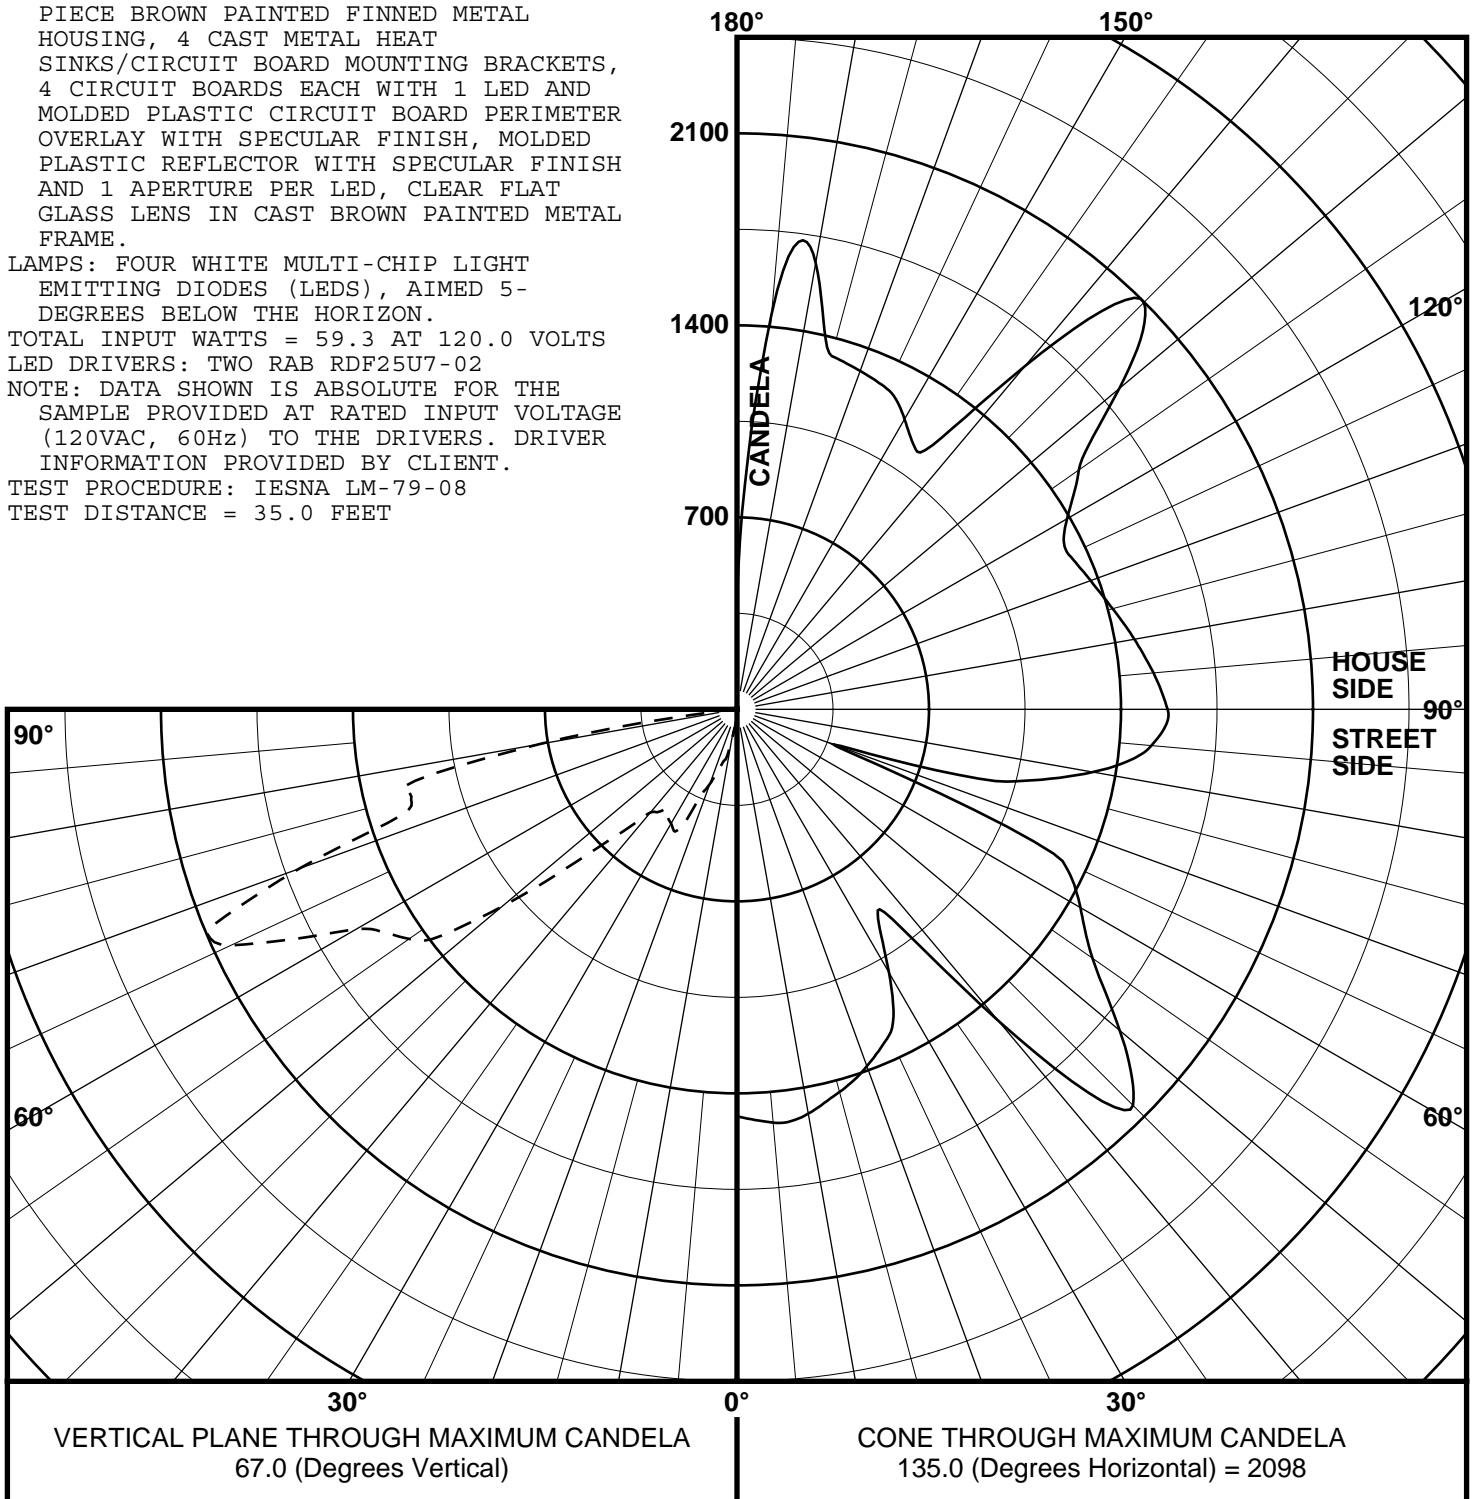 PIECE BROWN PAINTED FINNED METAL
HOUSING, 4 CAST METAL HEAT
SINKS/CIRCUIT BOARD MOUNTING BRACKETS,
4 CIRCUIT BOARDS EACH WITH 1 LED AND
MOLDED PLASTIC CIRCUIT BOARD PERIMETER
OVERLAY WITH SPECULAR FINISH, MOLDED
PLASTIC REFLECTOR WITH SPECULAR FINISH
AND 1 APERTURE PER LED, CLEAR FLAT
GLASS LENS IN CAST BROWN PAINTED METAL
FRAME.
LAMPS: FOUR WHITE MULTI-CHIP LIGHT
EMITTING DIODES (LEDS), AIMED 5-
DEGREES BELOW THE HORIZON.
TOTAL INPUT WATTS = 59.3 AT 120.0 VOLTS
LED DRIVERS: TWO RAB RDF25U7-02
NOTE: DATA SHOWN IS ABSOLUTE FOR THE
SAMPLE PROVIDED AT RATED INPUT VOLTAGE
(120VAC, 60Hz) TO THE DRIVERS. DRIVER
INFORMATION PROVIDED BY CLIENT.
TEST PROCEDURE: IESNA LM-79-08
TEST DISTANCE = 35.0 FEET
180°
150°
2100
1400
120°
CANDELA
700
HOUSE
SIDE
90°
STREET
SIDE
90°
60°
60°
30°
0°
30°
VERTICAL PLANE THROUGH MAXIMUM CANDELA
67.0 (Degrees Vertical)
CONE THROUGH MAXIMUM CANDELA
135.0 (Degrees Horizontal) = 2098